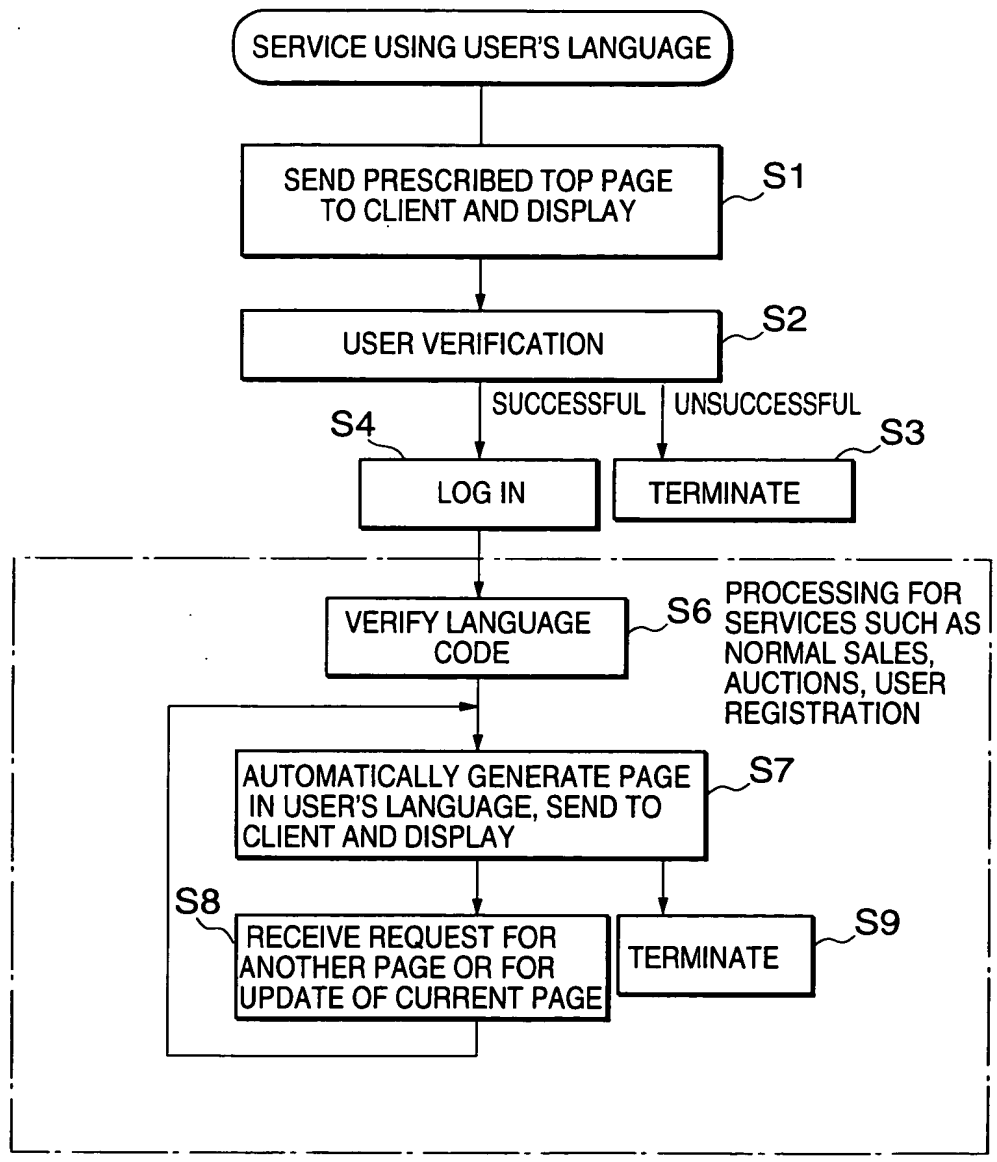 SERVICE USING USER'S LANGUAGE
SEND PRESCRIBED TOP PAGE
TO CLIENT AND DISPLAY
S1
USER VERIFICATION
S2
SUCCESSFUL
UNSUCCESSFUL
S4
LOG IN
S3
TERMINATE
VERIFY LANGUAGE
CODE
S6
PROCESSING FOR
SERVICES SUCH AS
NORMAL SALES,
AUCTIONS, USER
REGISTRATION
AUTOMATICALLY GENERATE PAGE
IN USER'S LANGUAGE, SEND TO
CLIENT AND DISPLAY
S7
S8
RECEIVE REQUEST FOR
ANOTHER PAGE OR FOR
UPDATE OF CURRENT PAGE
S9
TERMINATE